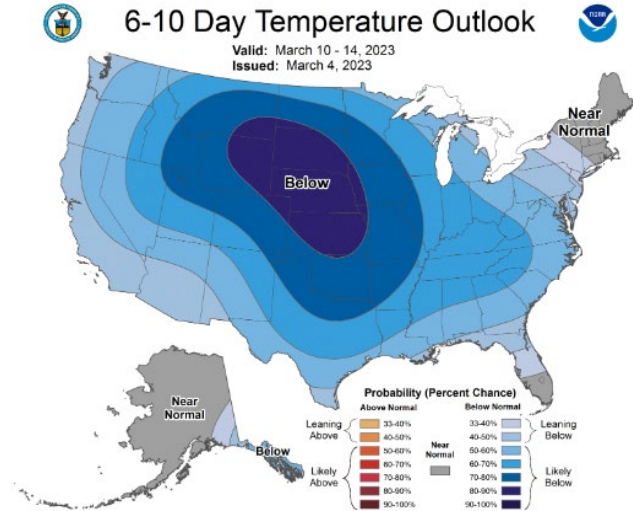 6-10 Day Temperature Outlook
Valid: March 10 - 14, 2023
Issued: March 4, 2023
NOAA
Near
Normal
Below
Near
Normal
Below
Probability (Percent Chance)
Above Normal
Below Normal
Leaning
Above
33-40%
40-50%
Likely
Above
50-60%
60-70%
70-80%
80-90%
90-100%
Near
Normal
33-40%
40-50%
Leaning
Below
50-60%
60-70%
70-80%
80-90%
90-100%
Likely
Below